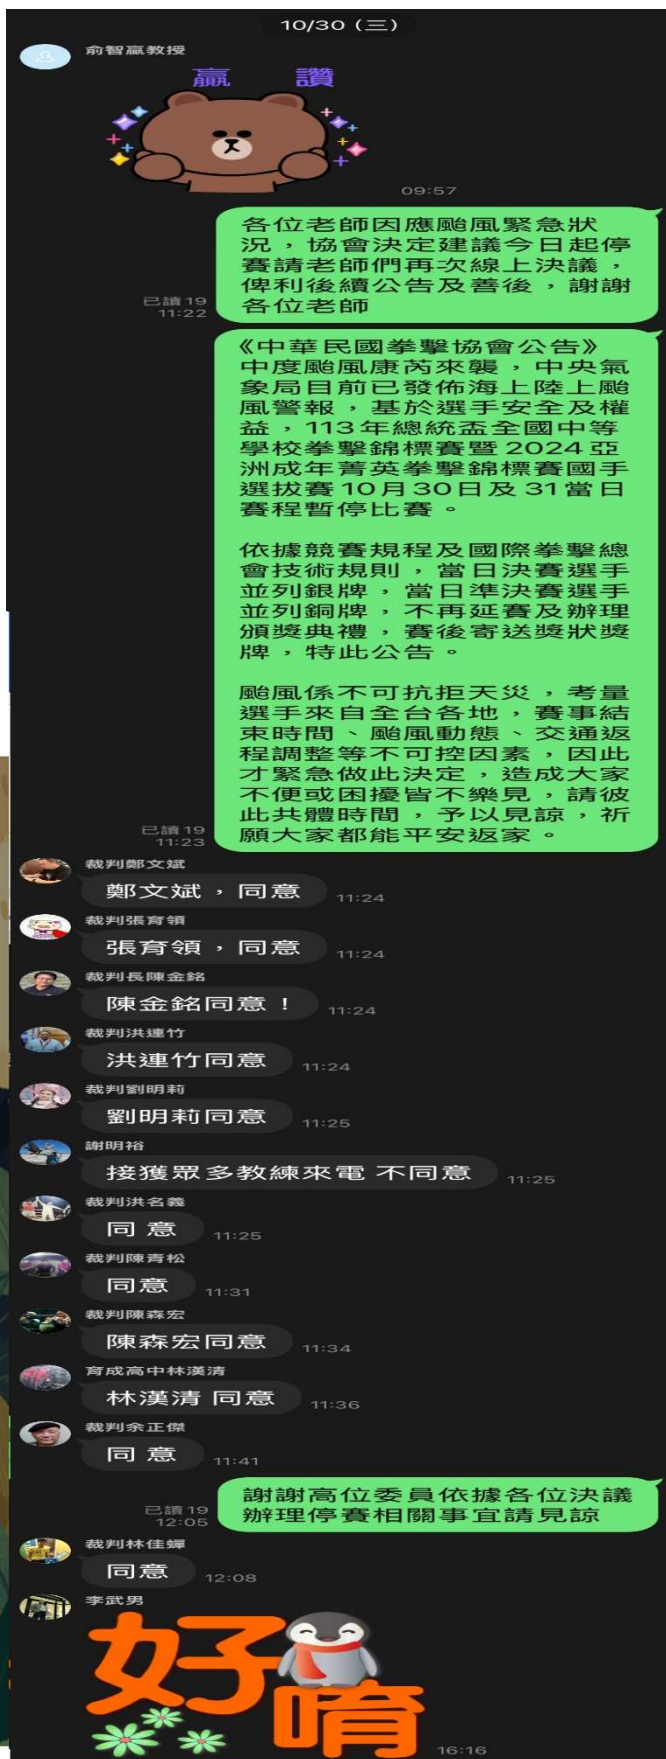 10/30（三）
俞智贏教授
贏 讚
09:57
各位老師因應颱風緊急狀
況，協會決定建議今日起停
賽請老師們再次線上決議，
俾利後續公告及善後，謝謝
各位老師
已讀 19
11:22
《中華民國拳擊協會公告》
中度颱風康芮來襲，中央氣
象局目前已發佈海上陸上颱
風警報，基於選手安全及權
益，113年總統盃全國中等
學校拳擊錦標賽暨2024亞
洲成年菁英拳擊錦標賽國手
選拔賽10月30日及31當日
賽程暫停比賽。
依據競賽規程及國際拳擊總
會技術規則，當日決賽選手
並列銀牌，當日準決賽選手
並列銅牌，不再延賽及辦理
頒獎典禮，賽後寄送獎狀獎
牌，特此公告。
颱風係不可抗拒天災，考量
選手來自全台各地，賽事結
束時間、颱風動態、交通返
程調整等不可控因素，因此
才緊急做此決定，造成大家
不便或困擾皆不樂見，請彼
此共體時間，予以見諒，祈
願大家都能平安返家。
已讀 19
11:23
裁判鄭文斌
鄭文斌，同意
11:24
裁判張育領
張育領，同意
11:24
裁判長陳金銘
陳金銘同意！
11:24
裁判洪連竹
洪連竹同意
11:24
裁判劉明莉
劉明莉同意
11:25
謝明裕
接獲眾多教練來電 不同意
11:25
裁判洪名義
同 意
11:25
裁判陳青松
同意
11:31
裁判陳森宏
陳森宏同意
11:34
育成高中林漢清
林漢清 同意
11:36
裁判余正傑
同 意
11:41
謝謝高位委員依據各位決議
辦理停賽相關事宜請見諒
已讀 19
12:05
裁判林佳蟬
同意
12:08
李武男
好
唷
16:16